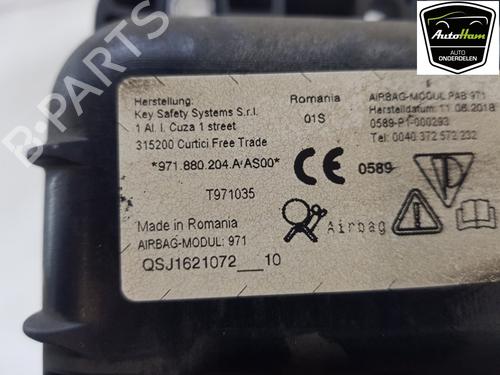 AutoHam
AUTO
ONDERDELEN
Herstellung:
Key Safety Systems S.r.l.
1 Al. I. Cuza 1 street
315200 Curtici Free Trade
*971.880.204.A AS00*
T971035
Made in Romania
AIRBAG-MODUL: 971
QSJ1621072___10
Romania
01S
AIRBAG-MODUL PAB 971
Herstelldatum 11.06.2018
0589-P1-000293
Tel: 0040 372 572 232
CE 0589
Airbag
B-PARTS